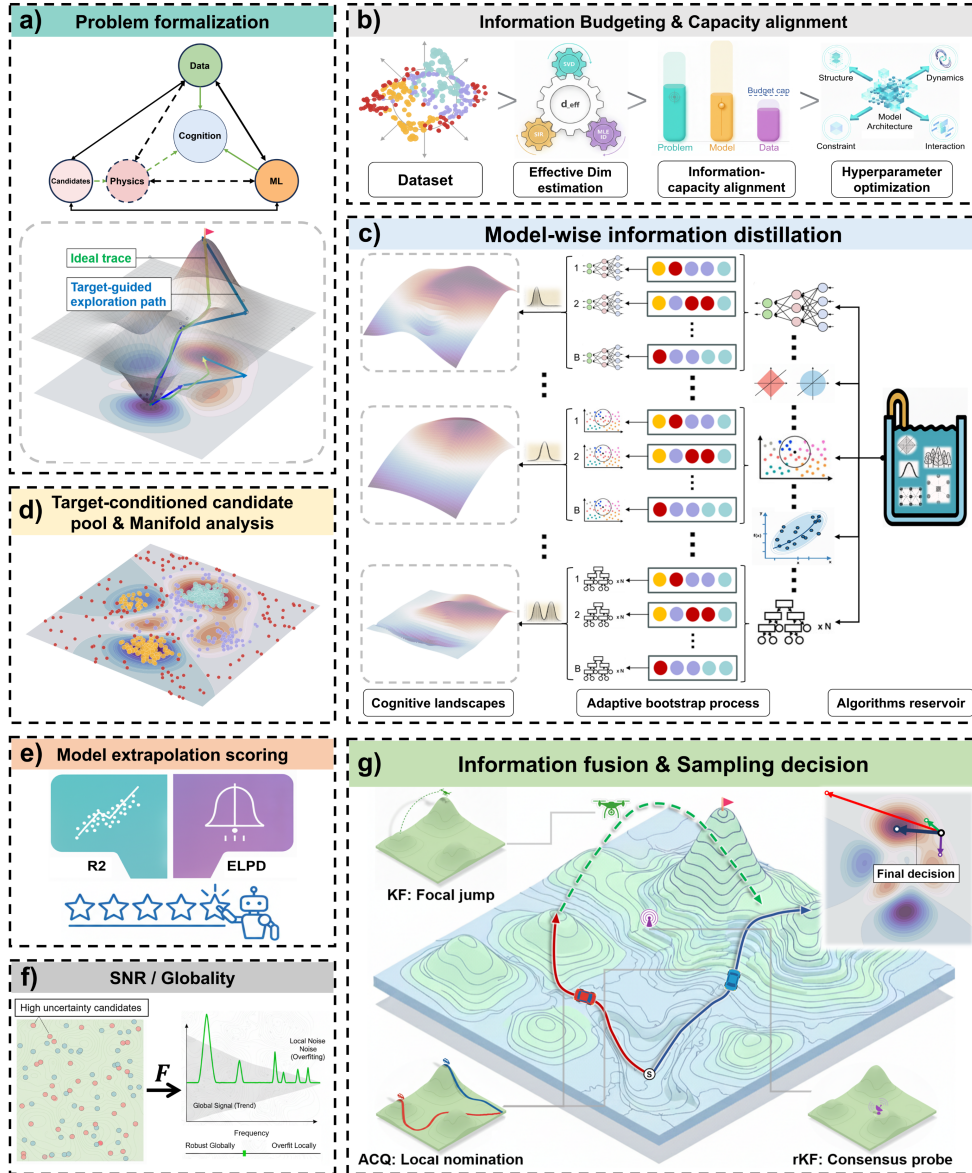 a) Problem formalization
Data
Cognition
Candidates
Physics
ML
Ideal trace
Target-guided
exploration path
b) Information Budgeting & Capacity alignment
SVD
d_eff
SIR
MLE
ID
Budget cap
Problem
Model
Data
Structure
Dynamics
Model
Architecture
Constraint
Interaction
Dataset
Effective Dim
estimation
Information-
capacity alignment
Hyperparameter
optimization
c) Model-wise information distillation
1
2
B
1
2
B
1
x N
2
x N
B
x N
y
f(x)
x
x N
Cognitive landscapes
Adaptive bootstrap process
Algorithms reservoir
d) Target-conditioned candidate
pool & Manifold analysis
e) Model extrapolation scoring
R2
ELPD
f) SNR / Globality
High uncertainty candidates
F
Local Noise
Noise
(Overfiting)
Global Signal (Trend)
Frequency
Robust Globally
Overfit Locally
g) Information fusion & Sampling decision
KF: Focal jump
Final decision
S
ACQ: Local nomination
rKF: Consensus probe